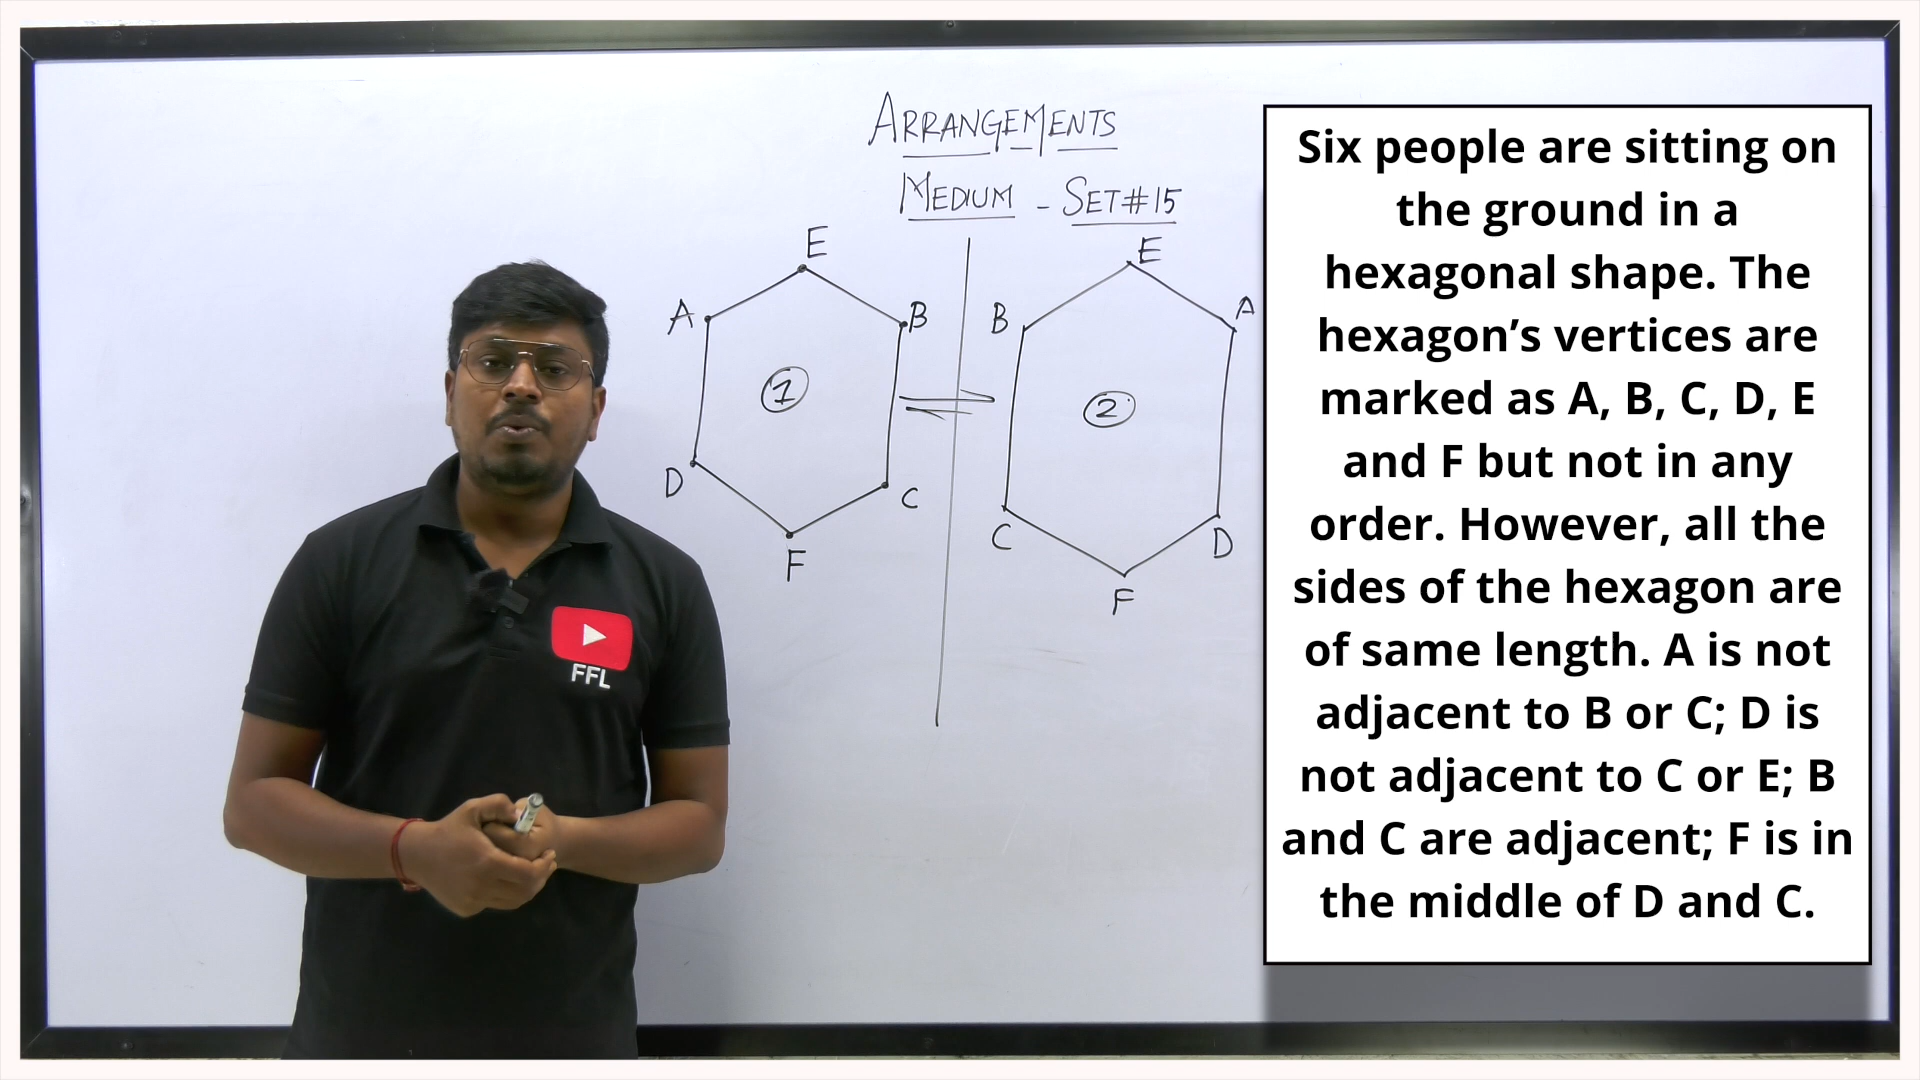 ARRANGEMENTS
MEDIUM - SET#15
E
A
B
1
D
C
F
E
B
A
2
C
D
F
FFL
Six people are sitting on
the ground in a
hexagonal shape. The
hexagon’s vertices are
marked as A, B, C, D, E
and F but not in any
order. However, all the
sides of the hexagon are
of same length. A is not
adjacent to B or C; D is
not adjacent to C or E; B
and C are adjacent; F is in
the middle of D and C.